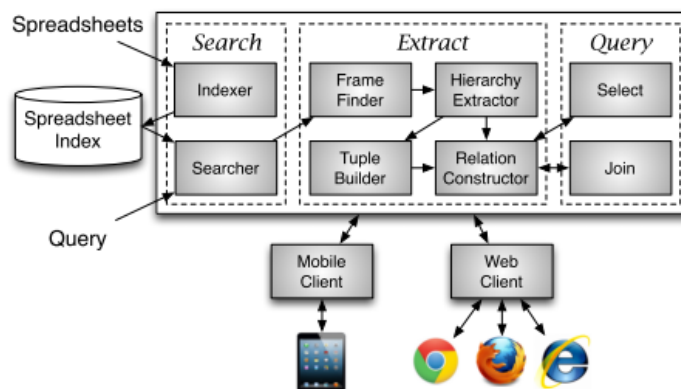 Spreadsheets
Search
Extract
Query
Indexer
Frame
Finder
Hierarchy
Extractor
Select
Spreadsheet
Index
Searcher
Tuple
Builder
Relation
Constructor
Join
Query
Mobile
Client
Web
Client